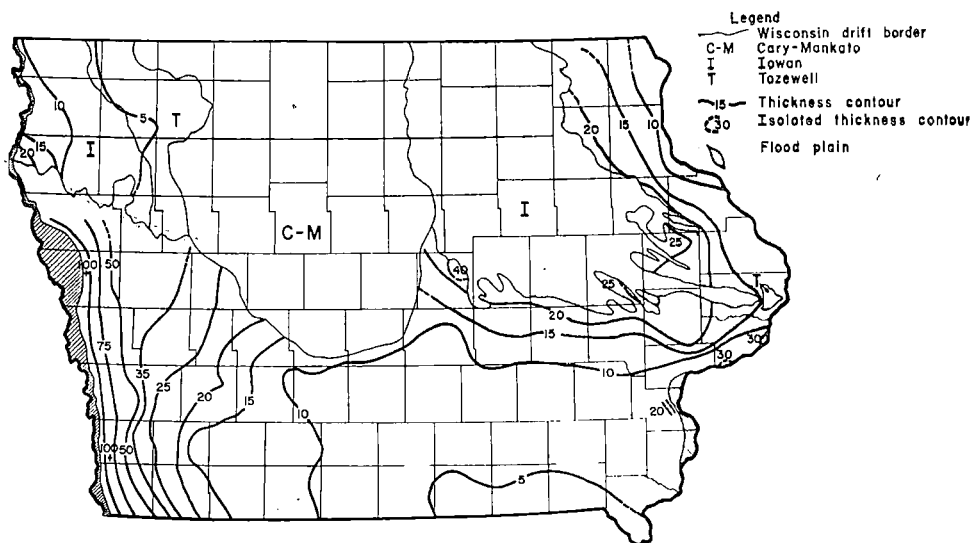 Legend
Wisconsin drift border
C-M Cary-Mankato
I Iowan
T Tozewell
15 Thickness contour
30 Isolated thickness contour
Flood plain
10
5
T
20
15
10
20 15
I
I
C-M
25
100 50
40
25
T
20
15
30
75
35
30
10
25
20
15
10
20
100 50
5